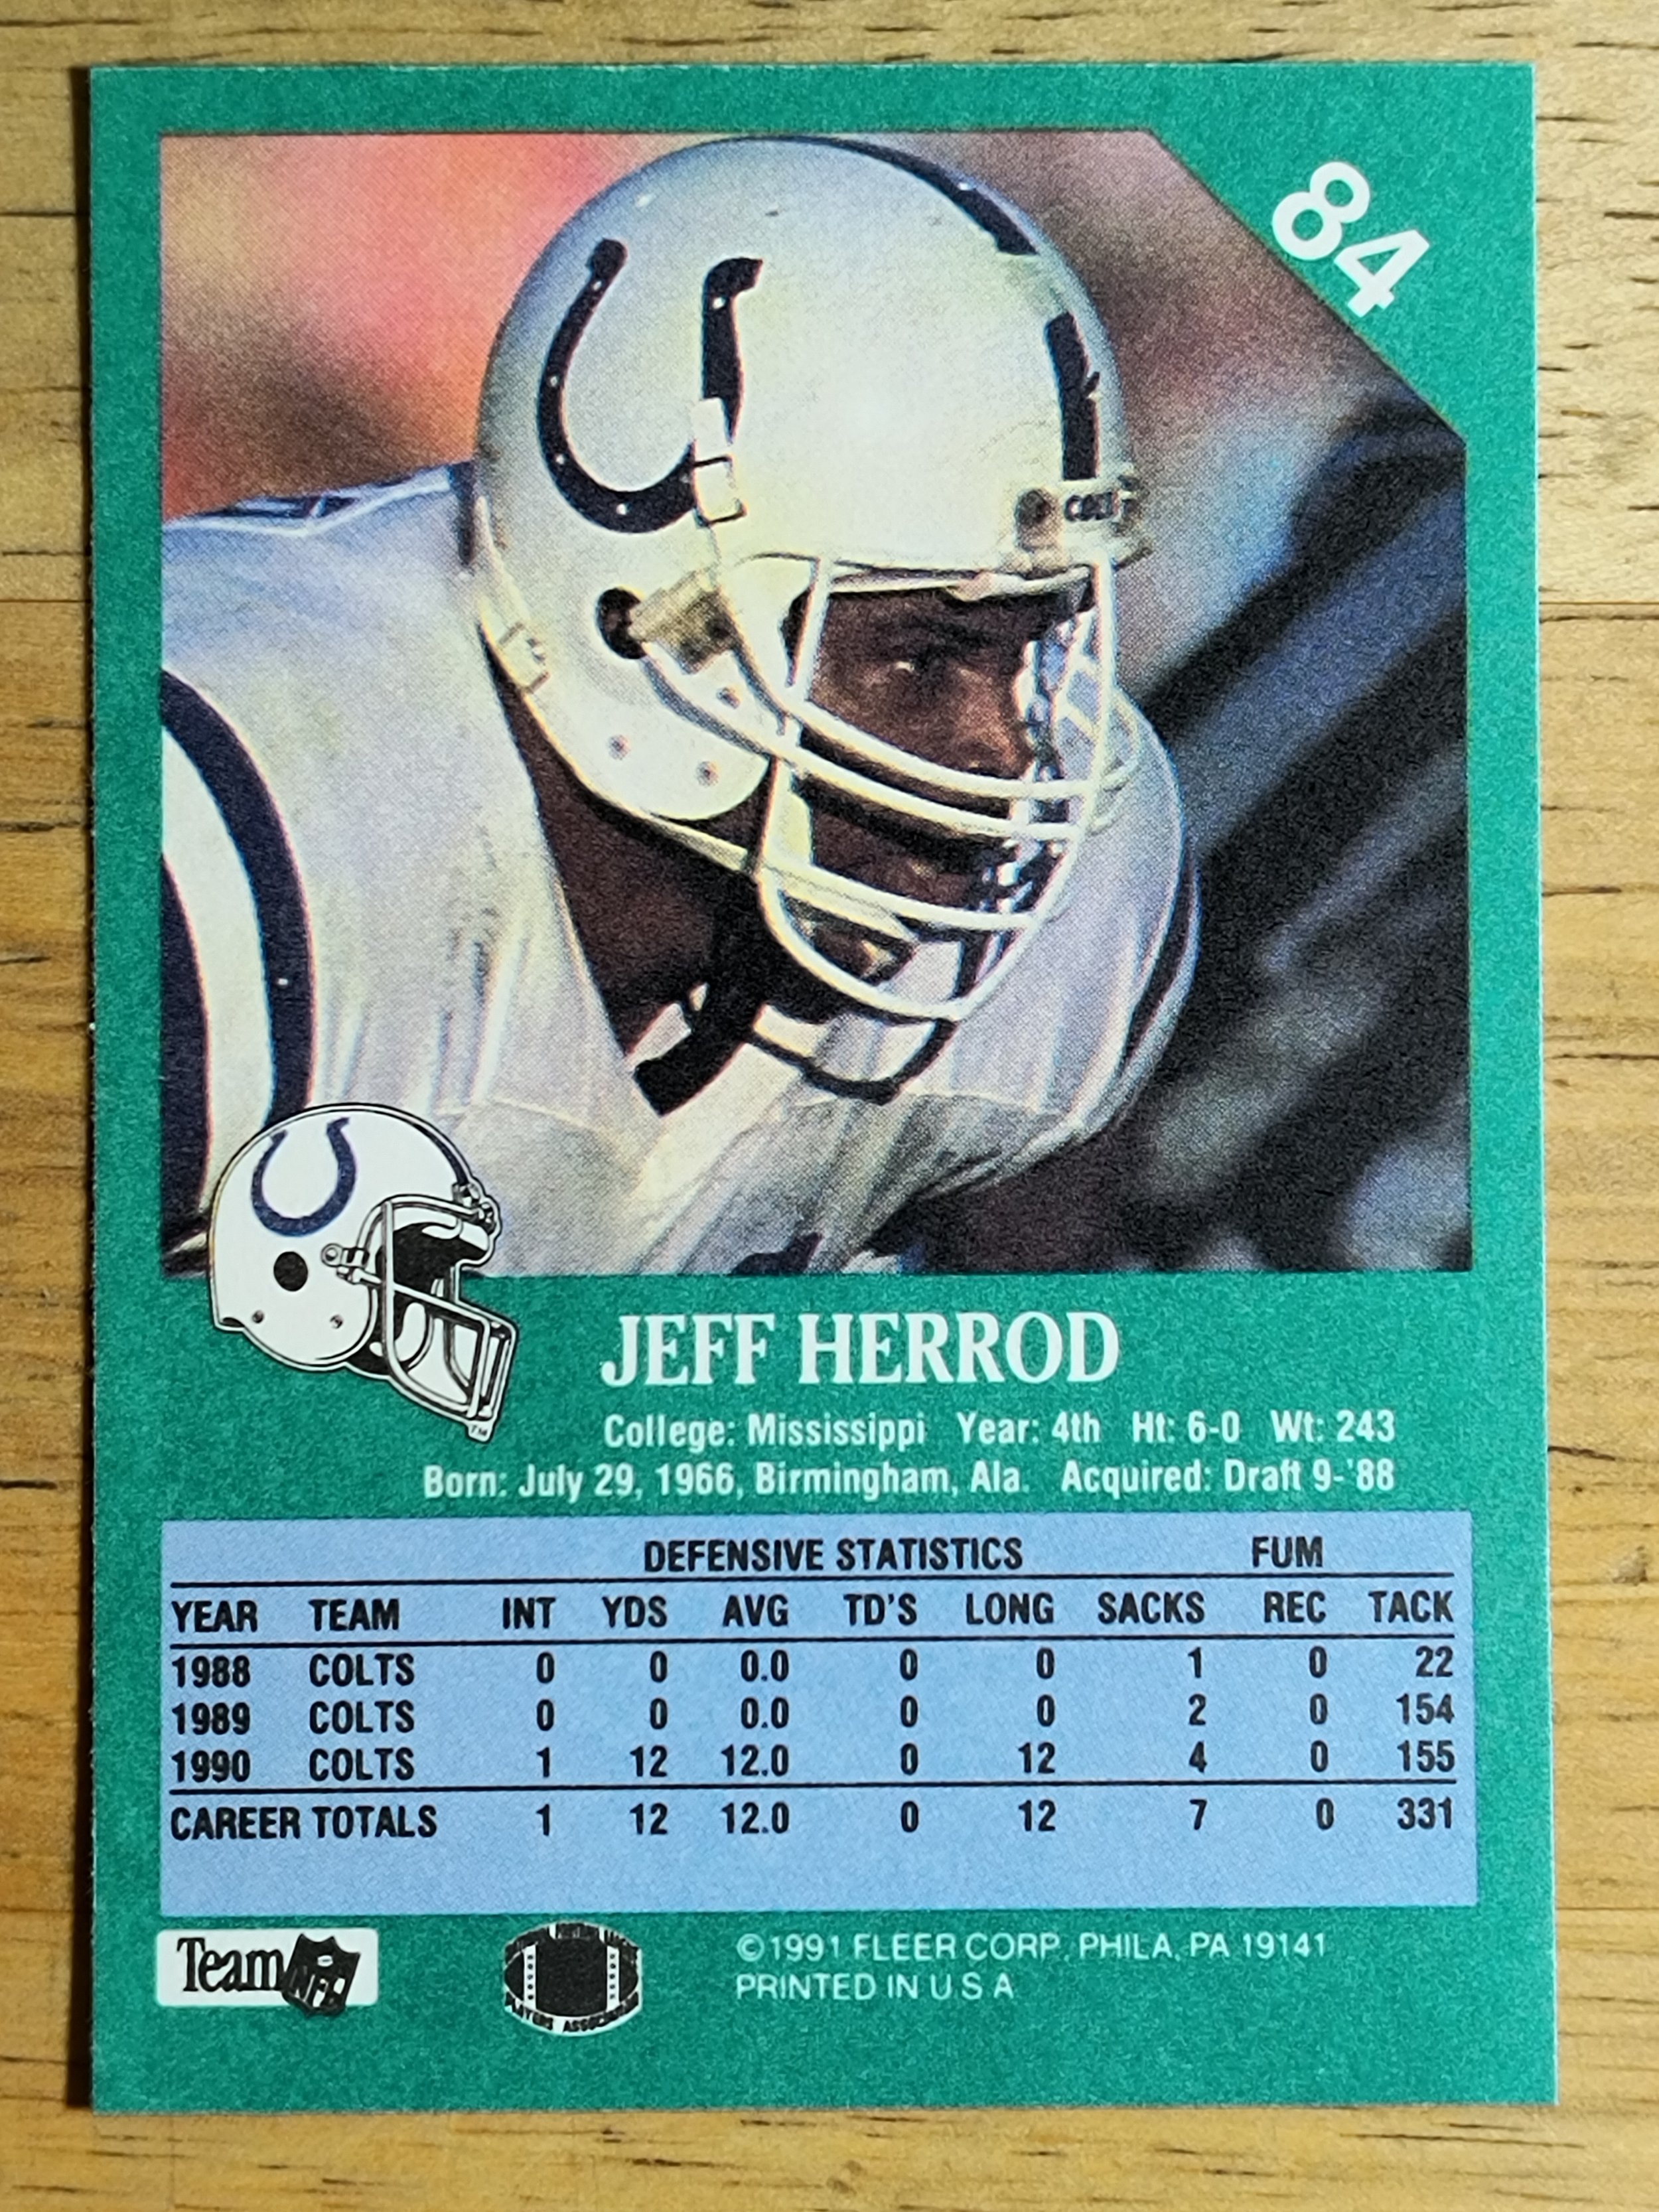 84
COLTS
JEFF HERROD
College: Mississippi Year: 4th Ht: 6-0 Wt: 243
Born: July 29, 1966, Birmingham, Ala. Acquired: Draft 9-'88
DEFENSIVE STATISTICS FUM
YEAR TEAM INT YDS AVG TD'S LONG SACKS REC TACK
1988 COLTS 0 0 0.0 0 0 1 0 22
1989 COLTS 0 0 0.0 0 0 2 0 154
1990 COLTS 1 12 12.0 0 12 4 0 155
CAREER TOTALS 1 12 12.0 0 12 7 0 331
Team NFL
PLAYERS ASSOCIATION
©1991 FLEER CORP, PHILA, PA 19141
PRINTED IN U.S.A
TM